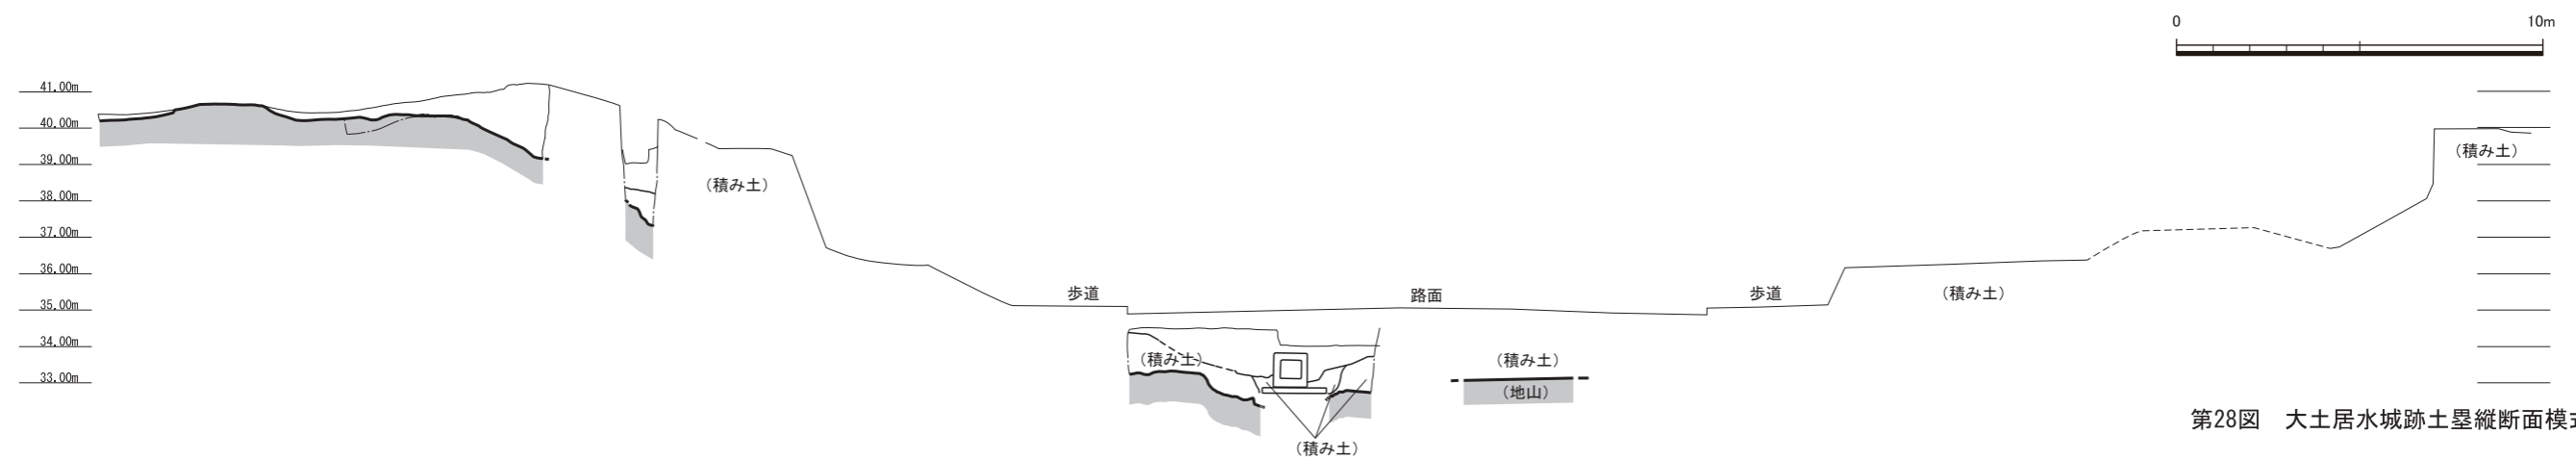 0 10m
41.00m
40.00m
39.00m
38.00m
37.00m
36.00m
35.00m
34.00m
33.00m
(積み土)
(積み土)
歩道
路面
歩道
(積み土)
(積み土)
(積み土)
(地山)
(積み土)
第28図 大土居水城跡土塁縦断面模